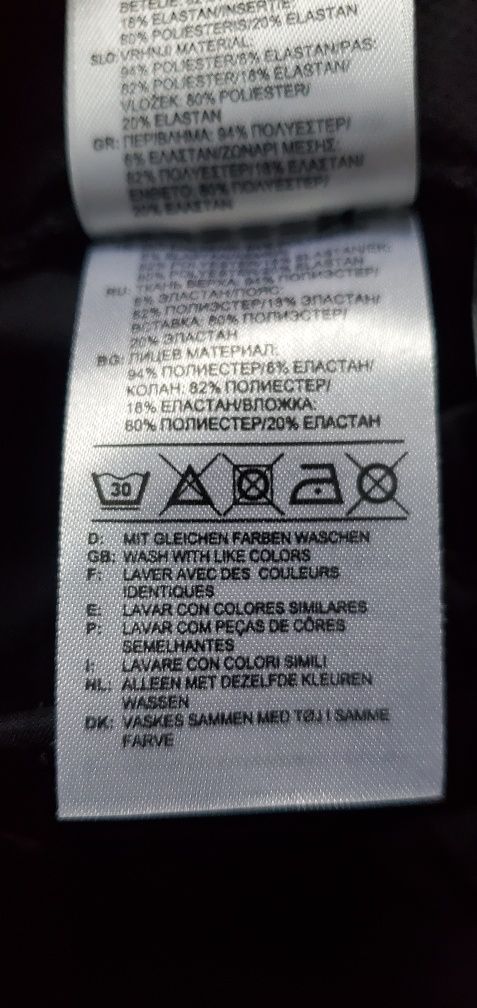 18% ELASTAN/INSERTIE:
80% POLIESTERIS/20% ELASTAN
SLO: VRHNJI MATERIAL:
94% POLIESTER/6% ELASTAN/PAS:
82% POLIESTER/18% ELASTAN/
VLOŽEK: 80% POLIESTER/
20% ELASTAN
GR: ΠΕΡΙΒΛΗΜΑ: 94% ΠΟΛΥΕΣΤΕΡ/
6% ΕΛΑΣΤΑΝ/ΖΩΝΑΡΙ ΜΕΣΗΣ:
82% ΠΟΛΥΕΣΤΕΡ/18% ΕΛΑΣΤΑΝ/
ΕΝΘΕΤΟ: 80% ΠΟΛΥΕΣΤΕΡ/
20% ΕΛΑΣΤΑΝ
RU: ТКАНЬ ВЕРХА: 94% ПОЛИЭСТЕР/
6% ЭЛАСТАН/ПОЯС:
82% ПОЛИЭСТЕР/18% ЭЛАСТАН/
ВСТАВКА: 80% ПОЛИЭСТЕР/
20% ЭЛАСТАН
BG: ЛИЦЕВ МАТЕРИАЛ:
94% ПОЛИЕСТЕР/6% ЕЛАСТАН/
КОЛАН: 82% ПОЛИЕСТЕР/
18% ЕЛАСТАН/ВЛОЖКА:
80% ПОЛИЕСТЕР/20% ЕЛАСТАН
30
D: MIT GLEICHEN FARBEN WASCHEN
GB: WASH WITH LIKE COLORS
F: LAVER AVEC DES COULEURS
IDENTIQUES
E: LAVAR CON COLORES SIMILARES
P: LAVAR COM PEÇAS DE CÔRES
SEMELHANTES
I: LAVARE CON COLORI SIMILI
NL: ALLEEN MET DEZELFDE KLEUREN
WASSEN
DK: VASKES SAMMEN MED TØJ I SAMME
FARVE